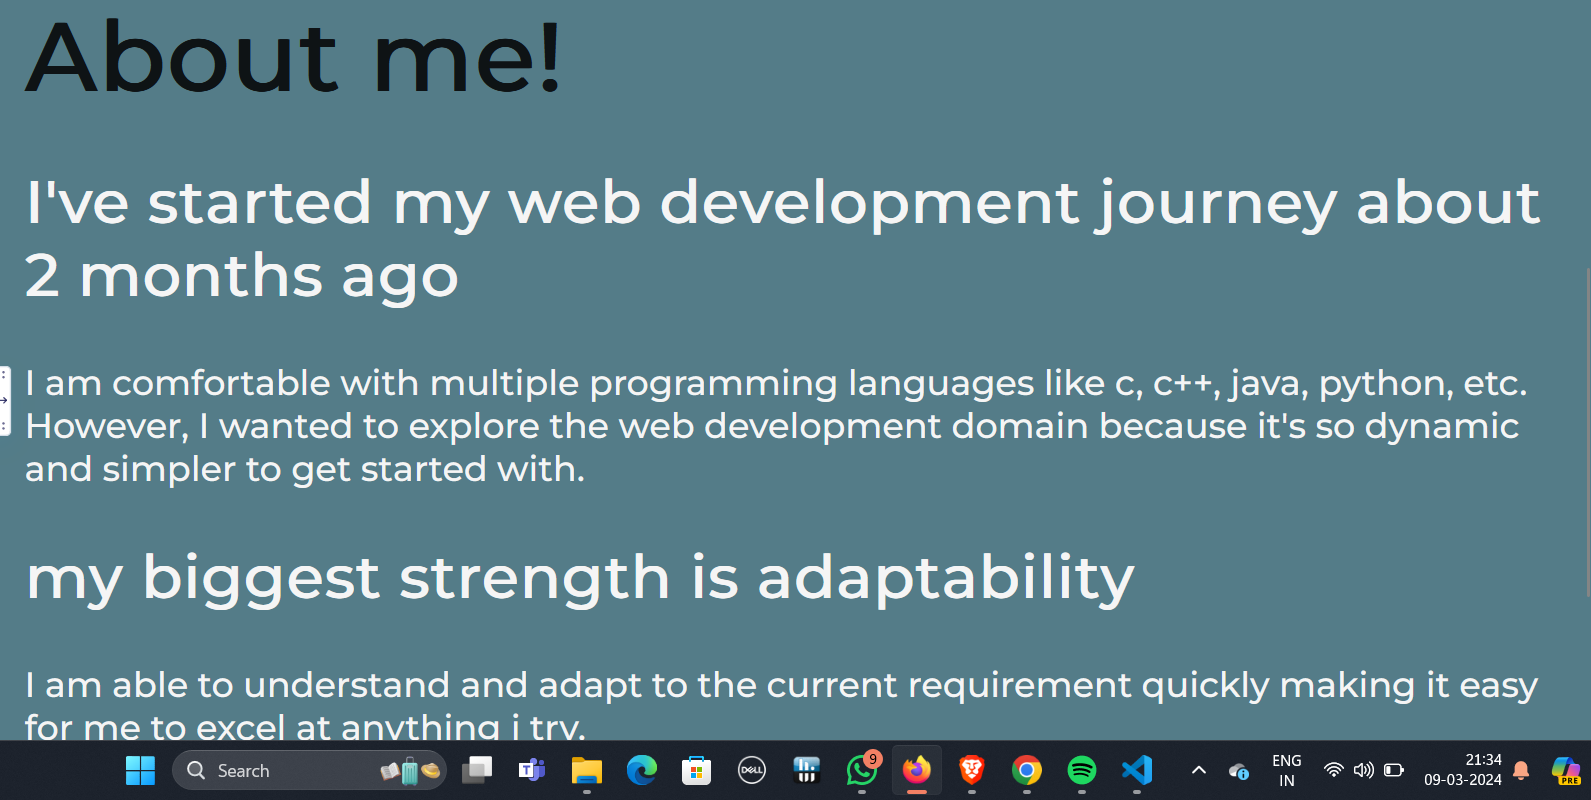 About me!
I've started my web development journey about
2 months ago
I am comfortable with multiple programming languages like c, c++, java, python, etc.
However, I wanted to explore the web development domain because it's so dynamic
and simpler to get started with.
my biggest strength is adaptability
I am able to understand and adapt to the current requirement quickly making it easy
for me to excel at anything i try.
Search
T
DELL
9
ENG
IN
21:34
09-03-2024
PRE